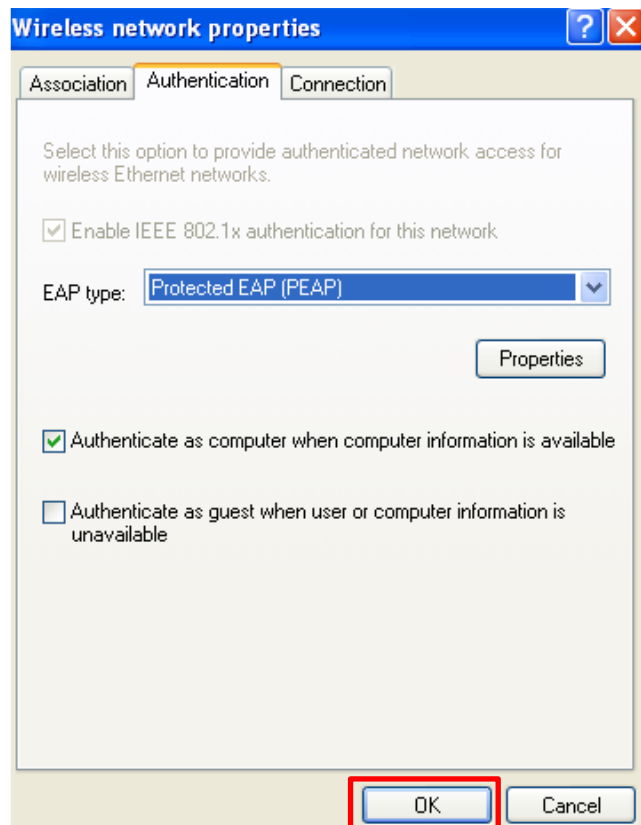 Wireless network properties
?
X
Association Authentication Connection
Select this option to provide authenticated network access for
wireless Ethernet networks.
Enable IEEE 802.1x authentication for this network
EAP type: Protected EAP (PEAP)
Properties
Authenticate as computer when computer information is available
Authenticate as guest when user or computer information is
unavailable
OK Cancel